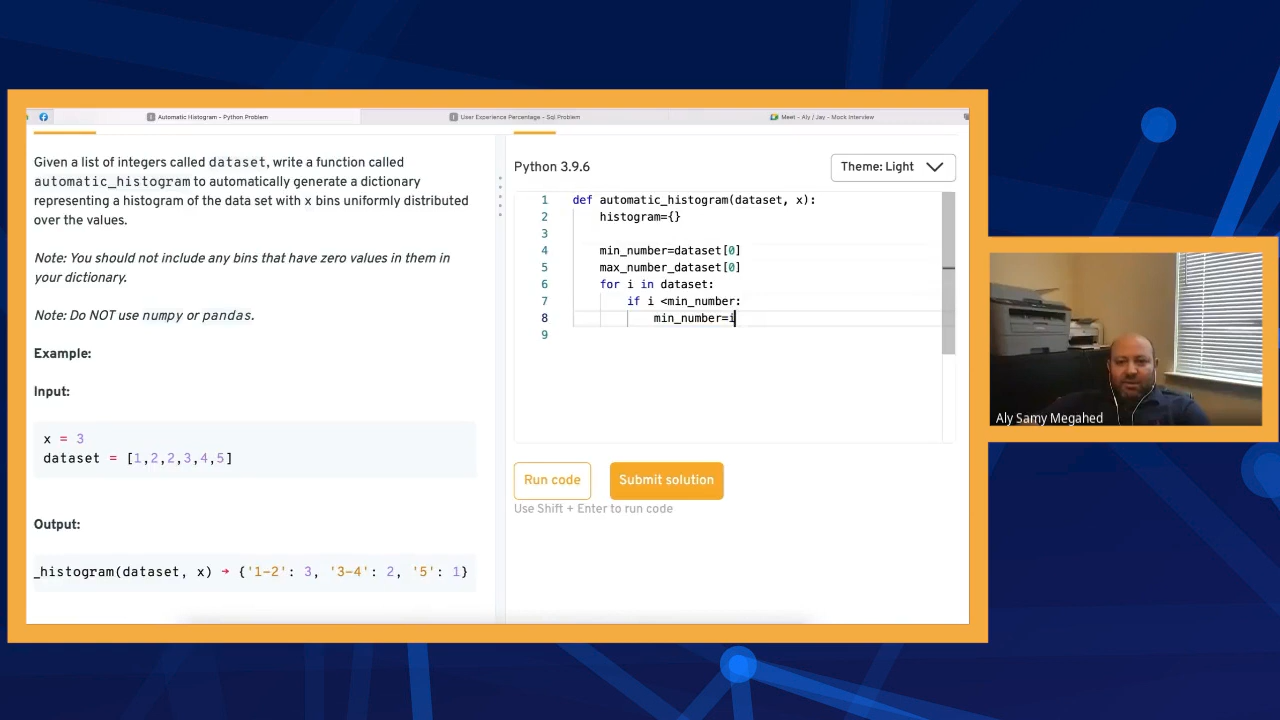 Automatic Histogram - Python Problem
User Experience Percentage - Sql Problem
Meet - Aly / Jay - Mock Interview
Given a list of integers called dataset, write a function called
automatic_histogram to automatically generate a dictionary
representing a histogram of the data set with x bins uniformly distributed
over the values.
Note: You should not include any bins that have zero values in them in
your dictionary.
Note: Do NOT use numpy or pandas.
Example:
Input:
x = 3
dataset = [1,2,2,3,4,5]
Output:
_histogram(dataset, x) → {'1-2': 3, '3-4': 2, '5': 1}
Python 3.9.6
Theme: Light
1 def automatic_histogram(dataset, x):
2 histogram={}
3
4 min_number=dataset[0]
5 max_number_dataset[0]
6 for i in dataset:
7 if i <min_number:
8 min_number=i
9
Run code
Submit solution
Use Shift + Enter to run code
Aly Samy Megahed